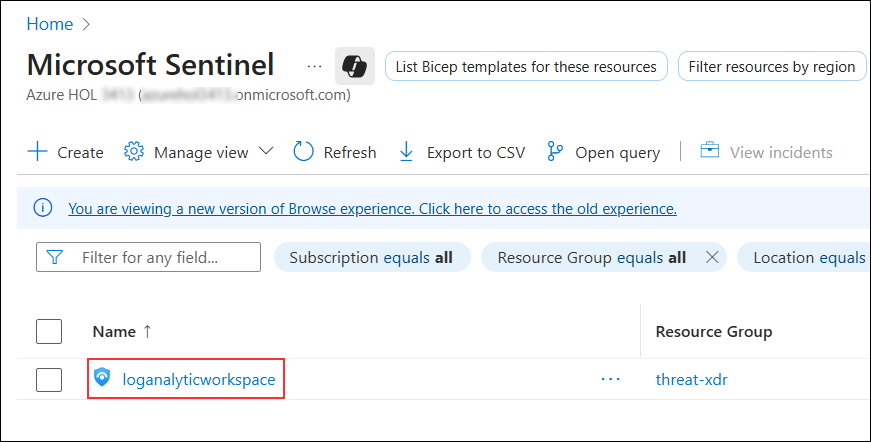 Home >
Microsoft Sentinel ... List Bicep templates for these resources Filter resources by region
Azure HOL ( .onmicrosoft.com)
Create Manage view Refresh Export to CSV Open query View incidents
You are viewing a new version of Browse experience. Click here to access the old experience.
Filter for any field... Subscription equals all Resource Group equals all Location equals
Name ↑ Resource Group
loganalyticworkspace ... threat-xdr